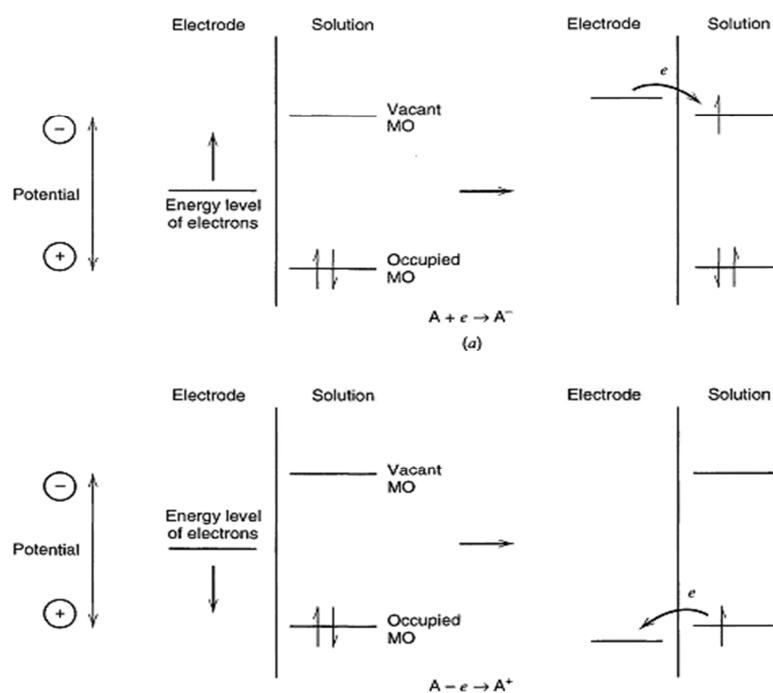 Electrode Solution Electrode Solution
e
− Vacant
MO
Potential
Energy level
of electrons
+ Occupied
MO
A + e → A⁻
(a)
Electrode Solution Electrode Solution
− Vacant
MO
Energy level
of electrons
Potential
e
+ Occupied
MO
A − e → A⁺